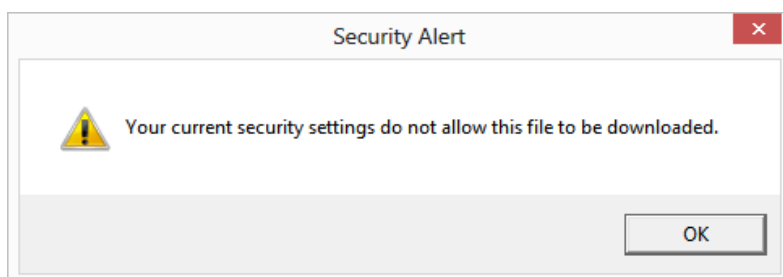 Security Alert
Your current security settings do not allow this file to be downloaded.
OK